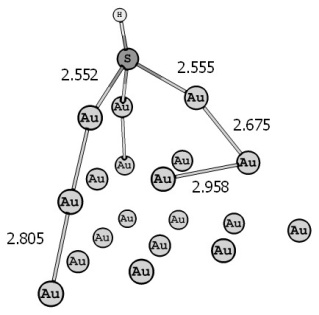 H
S
2.552 2.555
Au Au Au
2.675
Au Au Au
Au Au 2.958
Au
Au Au Au Au
2.805 Au Au Au
Au Au
Au